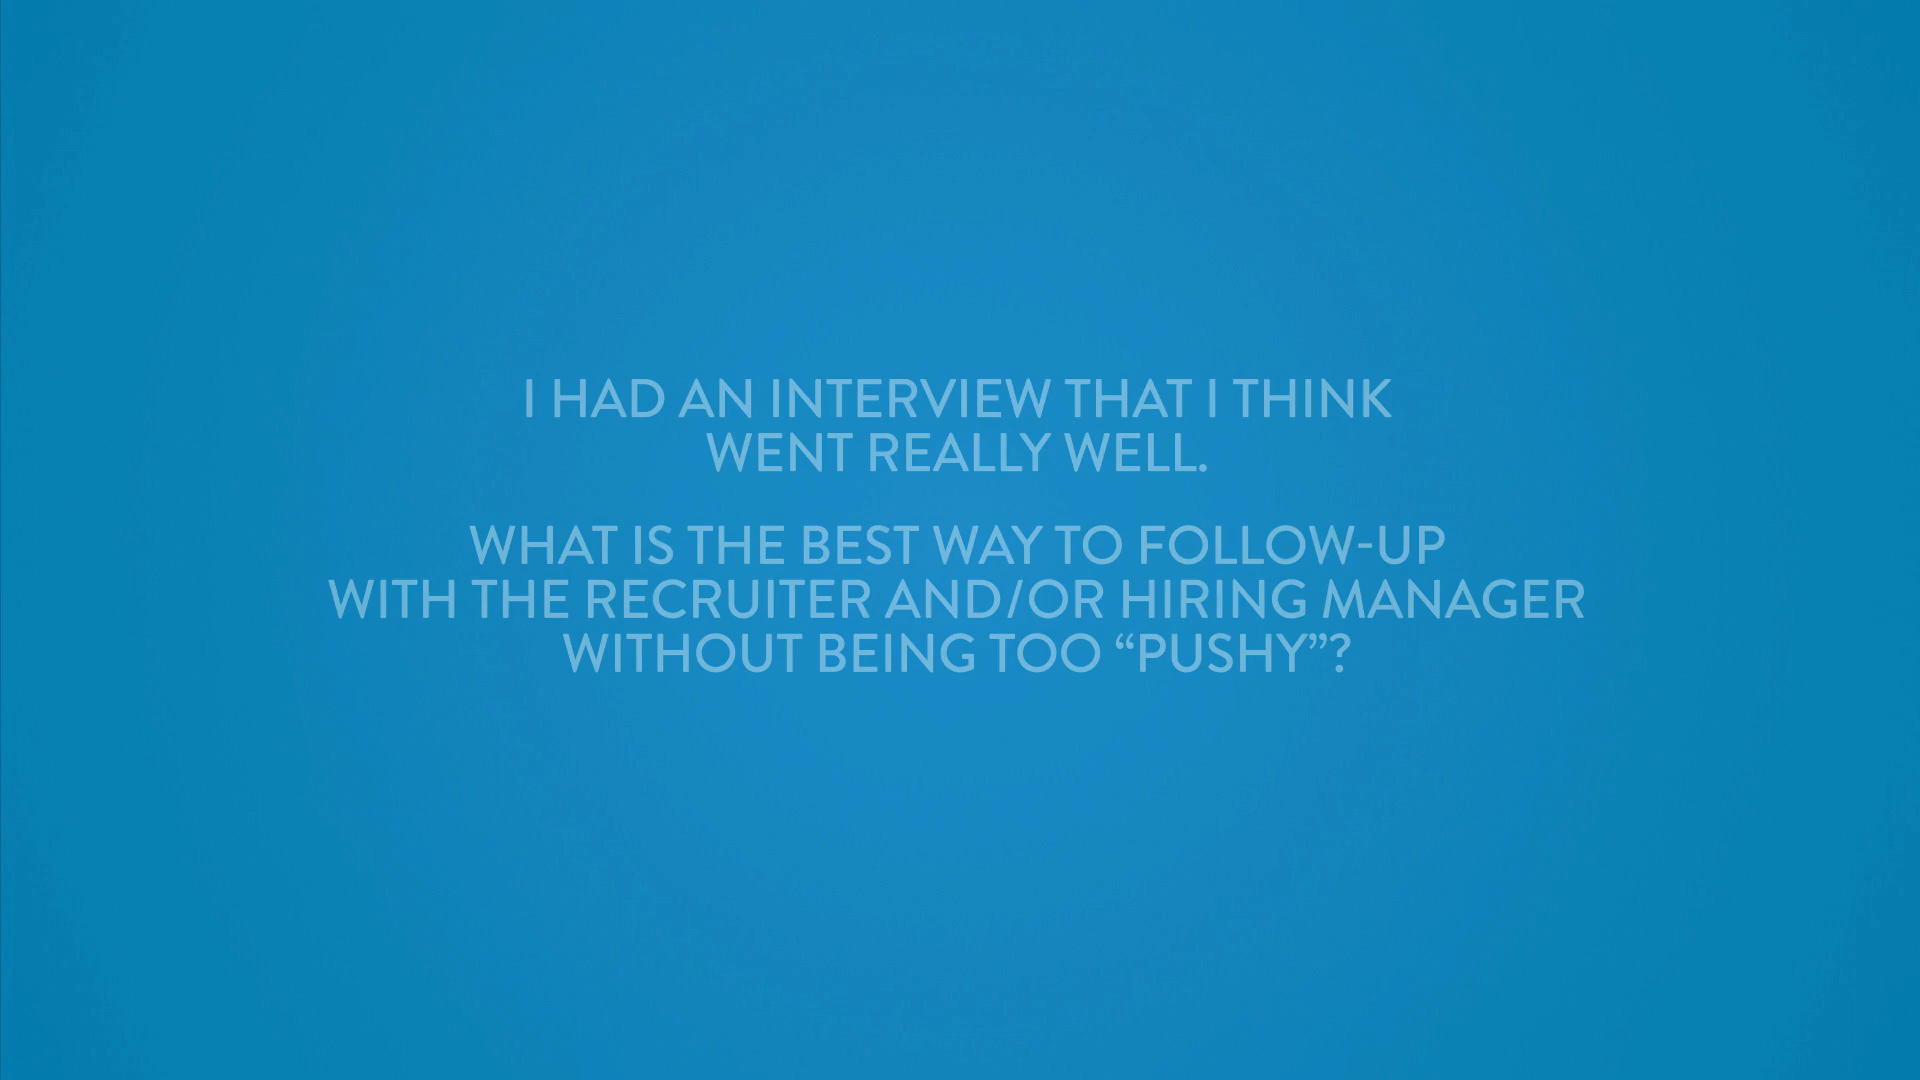 I HAD AN INTERVIEW THAT I THINK
WENT REALLY WELL.
WHAT IS THE BEST WAY TO FOLLOW-UP
WITH THE RECRUITER AND/OR HIRING MANAGER
WITHOUT BEING TOO “PUSHY”?